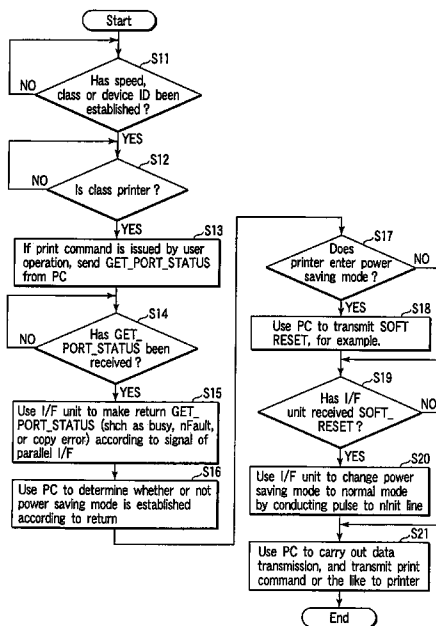 Start
S11
Has speed,
class or device ID been
established ?
NO
YES
S12
Is class printer ?
NO
YES
S13
If print command is issued by user
operation, send GET_PORT_STATUS
from PC
S14
Has GET_
PORT_STATUS been
received ?
NO
YES
S15
Use I/F unit to make return GET_
PORT_STATUS (shch as busy, nFault,
or copy error) according to signal of
parallel I/F
S16
Use PC to determine whether or not
power saving mode is established
according to return
S17
Does
printer enter power
saving mode ?
NO
YES
S18
Use PC to transmit SOFT
RESET, for example.
S19
Has I/F
unit received SOFT_
RESET ?
NO
YES
S20
Use I/F unit to change power
saving mode to normal mode
by conducting pulse to nInit line
S21
Use PC to carry out data
transmission, and transmit print
command or the like to printer
End